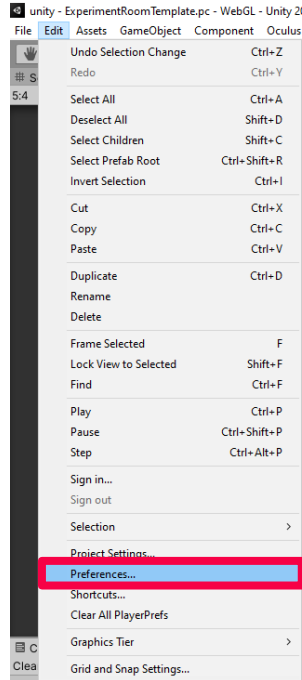 unity - ExperimentRoomTemplate.pc - WebGL - Unity 20
File Edit Assets GameObject Component Oculus
# S
5:4
Undo Selection Change Ctrl+Z
Redo Ctrl+Y
Select All Ctrl+A
Deselect All Shift+D
Select Children Shift+C
Select Prefab Root Ctrl+Shift+R
Invert Selection Ctrl+I
Cut Ctrl+X
Copy Ctrl+C
Paste Ctrl+V
Duplicate Ctrl+D
Rename
Delete
Frame Selected F
Lock View to Selected Shift+F
Find Ctrl+F
Play Ctrl+P
Pause Ctrl+Shift+P
Step Ctrl+Alt+P
Sign in...
Sign out
Selection >
Project Settings...
Preferences...
Shortcuts...
Clear All PlayerPrefs
Graphics Tier >
Grid and Snap Settings...
C
Clea